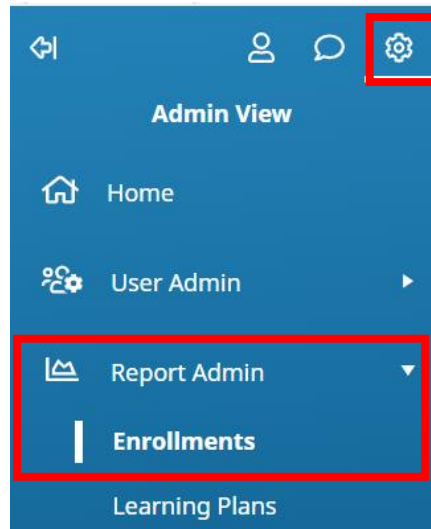 Admin View
Home
User Admin
Report Admin
Enrollments
Learning Plans